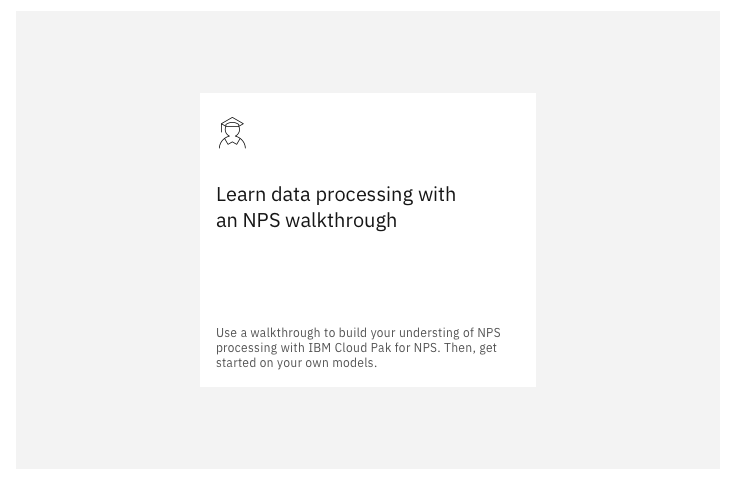 Learn data processing with
an NPS walkthrough
Use a walkthrough to build your understing of NPS
processing with IBM Cloud Pak for NPS. Then, get
started on your own models.